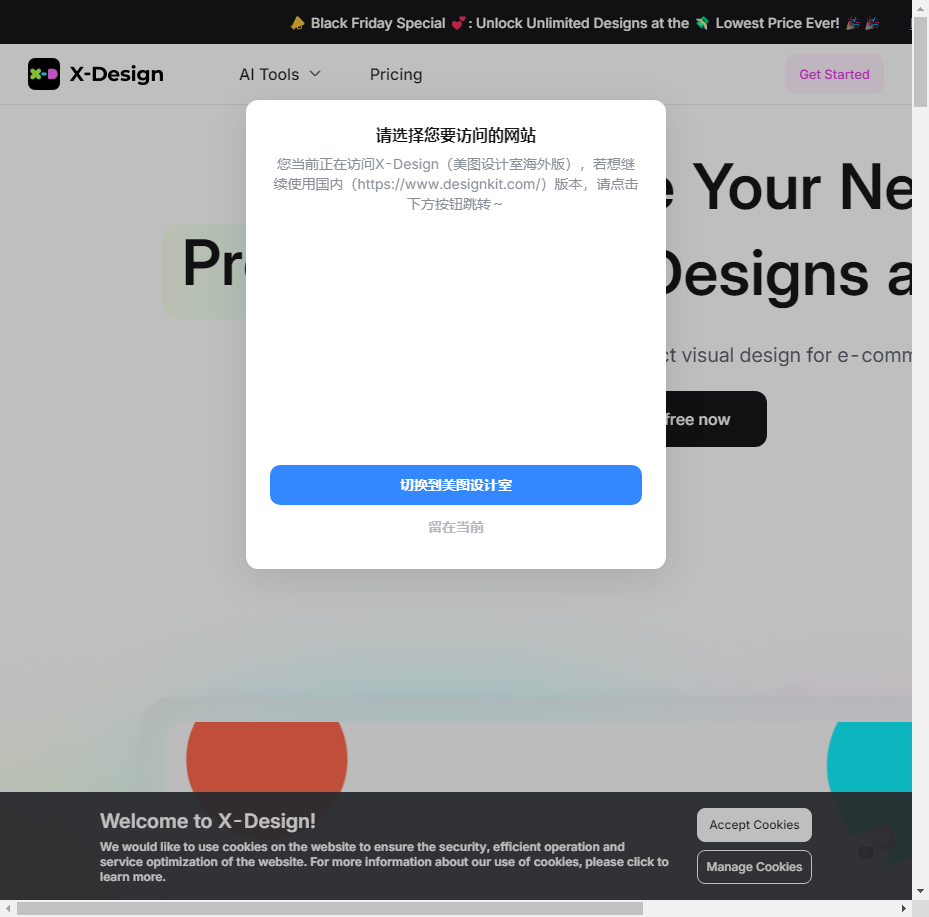 Black Friday Special 💕: Unlock Unlimited Designs at the 💸 Lowest Price Ever! 🎉 🎉
X-D X-Design
AI Tools
Pricing
Get Started
请选择您要访问的网站
您当前正在访问X-Design（美图设计室海外版），若想继
续使用国内（https://www.designkit.com/）版本，请点击
下方按钮跳转～
e Your Ne
Pr
Designs a
ct visual design for e-comm
free now
切换到美图设计室
留在当前
Welcome to X-Design!
We would like to use cookies on the website to ensure the security, efficient operation and
service optimization of the website. For more information about our use of cookies, please click to
learn more.
Accept Cookies
Manage Cookies